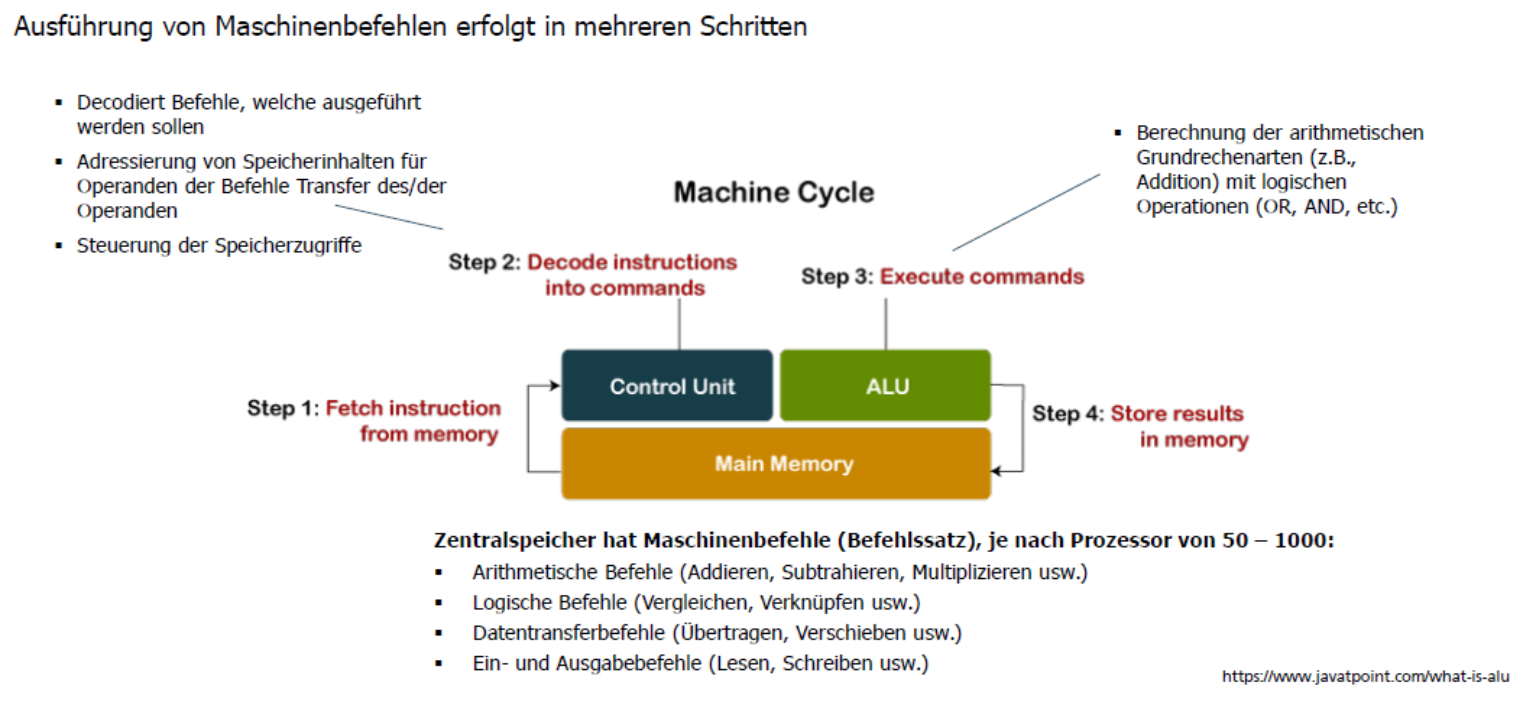 Ausführung von Maschinenbefehlen erfolgt in mehreren Schritten
▪ Decodiert Befehle, welche ausgeführt
werden sollen
▪ Adressierung von Speicherinhalten für
Operanden der Befehle Transfer des/der
Operanden
▪ Steuerung der Speicherzugriffe
▪ Berechnung der arithmetischen
Grundrechenarten (z.B.,
Addition) mit logischen
Operationen (OR, AND, etc.)
Machine Cycle
Step 2: Decode instructions
into commands
Step 3: Execute commands
Control Unit
ALU
Step 1: Fetch instruction
from memory
Step 4: Store results
in memory
Main Memory
Zentralspeicher hat Maschinenbefehle (Befehlssatz), je nach Prozessor von 50 – 1000:
▪ Arithmetische Befehle (Addieren, Subtrahieren, Multiplizieren usw.)
▪ Logische Befehle (Vergleichen, Verknüpfen usw.)
▪ Datentransferbefehle (Übertragen, Verschieben usw.)
▪ Ein- und Ausgabebefehle (Lesen, Schreiben usw.)
https://www.javatpoint.com/what-is-alu